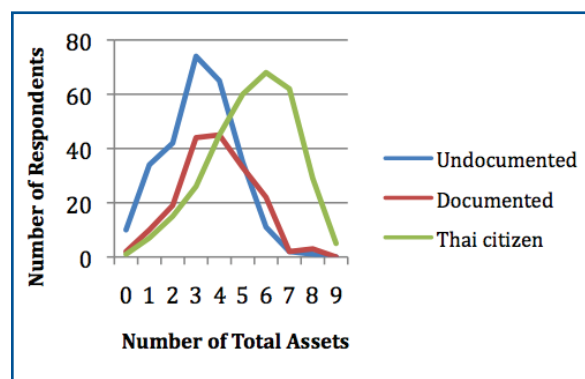 Number of Respondents
80
60
40
20
0
0 1 2 3 4 5 6 7 8 9
Number of Total Assets
Undocumented
Documented
Thai citizen